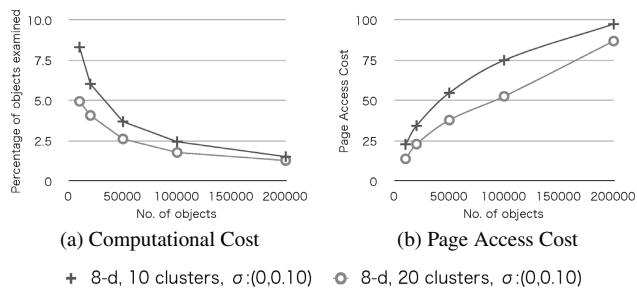 Percentage of objects examined
10.0
7.5
5.0
2.5
0
0 50000 100000 150000 200000
No. of objects
(a) Computational Cost
Page Access Cost
100
75
50
25
0
0 50000 100000 150000 200000
No. of objects
(b) Page Access Cost
8-d, 10 clusters, σ:(0,0.10) 8-d, 20 clusters, σ:(0,0.10)